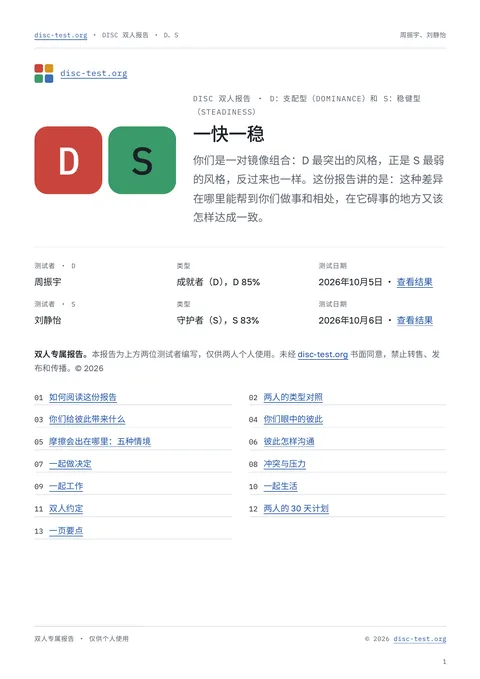 disc-test.org • DISC 双人报告 • D、S
周振宇、刘静怡
disc-test.org
DISC 双人报告 • D：支配型（DOMINANCE）和 S：稳健型
（STEADINESS）
D
S
一快一稳
你们是一对镜像组合：D 最突出的风格，正是 S 最弱
的风格，反过来也一样。这份报告讲的是：这种差异
在哪里能帮到你们做事和相处，在它碍事的地方又该
怎样达成一致。
测试者 • D
类型
测试日期
周振宇
成就者（D），D 85%
2026年10月5日 • 查看结果
测试者 • S
类型
测试日期
刘静怡
守护者（S），S 83%
2026年10月6日 • 查看结果
双人专属报告。本报告为上方两位测试者编写，仅供两人个人使用。未经 disc-test.org 书面同意，禁止转售、发
布和传播。© 2026
01 如何阅读这份报告
02 两人的类型对照
03 你们给彼此带来什么
04 你们眼中的彼此
05 摩擦会出在哪里：五种情境
06 彼此怎样沟通
07 一起做决定
08 冲突与压力
09 一起工作
10 一起生活
11 双人约定
12 两人的 30 天计划
13 一页要点
双人专属报告 • 仅供个人使用
© 2026 disc-test.org
1